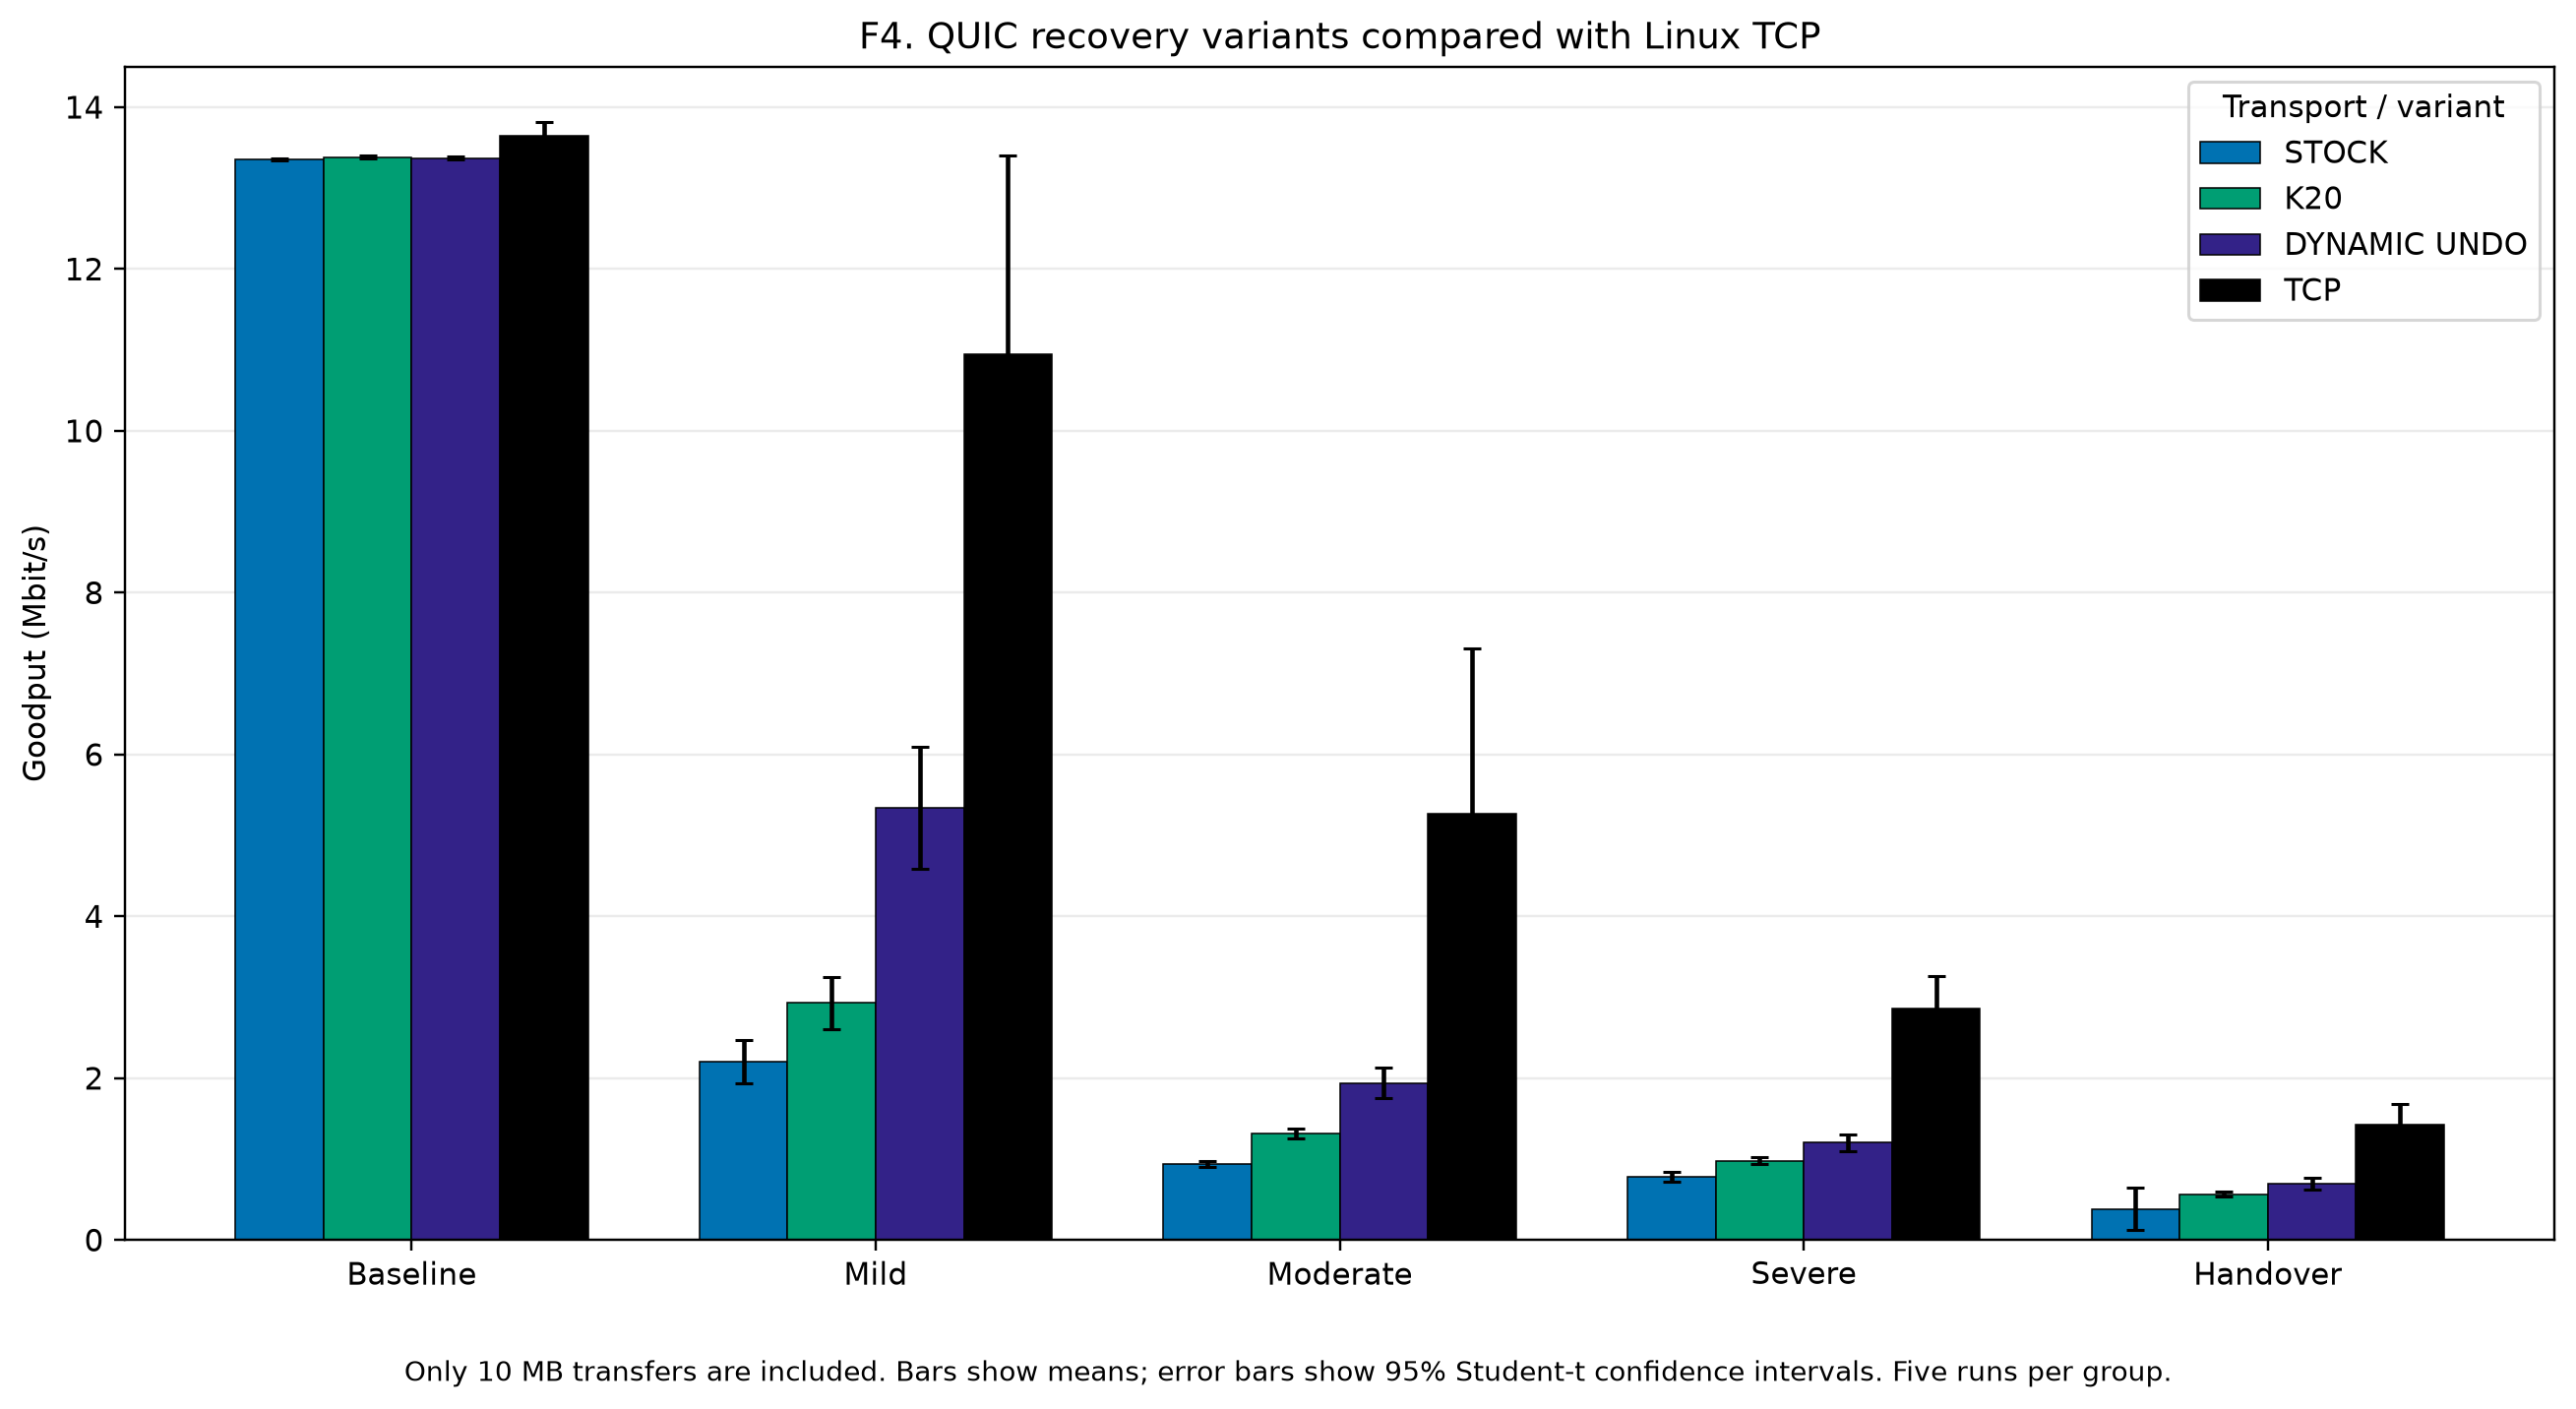 F4. QUIC recovery variants compared with Linux TCP
Transport / variant
STOCK
K20
DYNAMIC UNDO
TCP
Goodput (Mbit/s)
14
12
10
8
6
4
2
0
Baseline Mild Moderate Severe Handover
Only 10 MB transfers are included. Bars show means; error bars show 95% Student-t confidence intervals. Five runs per group.